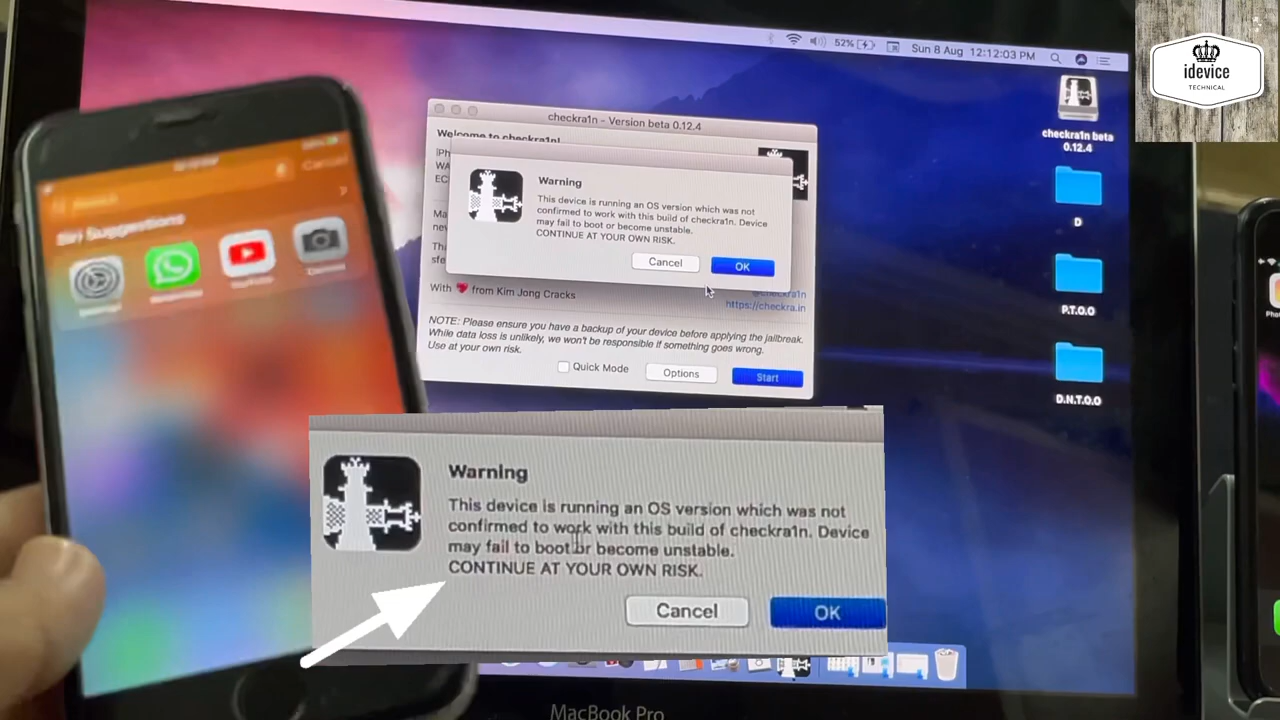 52%
Sun 8 Aug 12:12:03 PM
idevice
TECHNICAL
checkra1n beta
0.12.4
D
P.T.O.O
D.N.T.O.O
checkra1n - Version beta 0.12.4
Welcome to checkra1n!
Warning
This device is running an OS version which was not
confirmed to work with this build of checkra1n. Device
may fail to boot or become unstable.
CONTINUE AT YOUR OWN RISK.
Cancel
OK
With ❤ from Kim Jong Cracks
@checkra1n
https://checkra.in
NOTE: Please ensure you have a backup of your device before applying the jailbreak.
While data loss is unlikely, we won't be responsible if something goes wrong.
Use at your own risk.
Quick Mode
Options
Start
Siri Suggestions
Warning
This device is running an OS version which was not
confirmed to work with this build of checkra1n. Device
may fail to boot or become unstable.
CONTINUE AT YOUR OWN RISK.
Cancel
OK
MacBook Pro